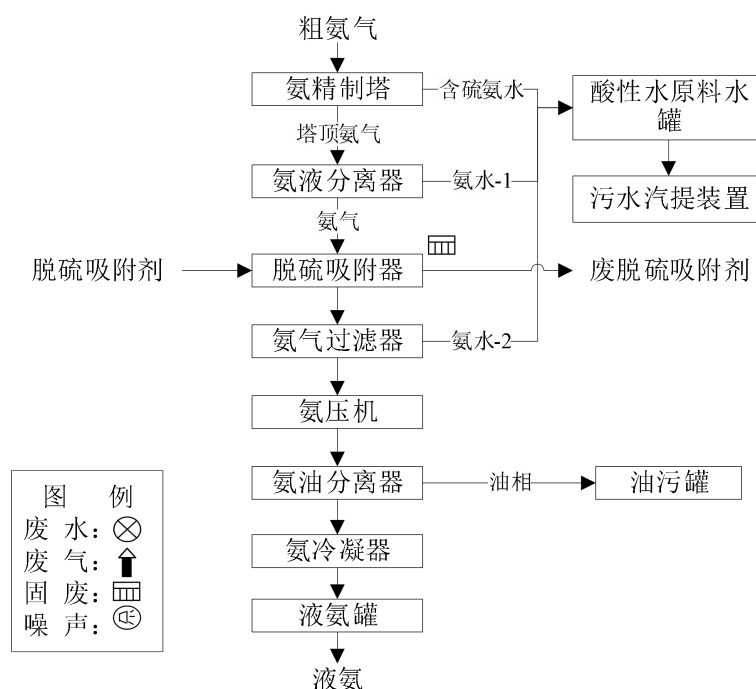 粗氨气
氨精制塔
含硫氨水
酸性水原料水
罐
塔顶氨气
氨液分离器
氨水-1
污水汽提装置
氨气
脱硫吸附剂
脱硫吸附器
废脱硫吸附剂
氨气过滤器
氨水-2
氨压机
氨油分离器
油相
油污罐
氨冷凝器
液氨罐
液氨
图 例
废 水：
废 气：
固 废：
噪 声：